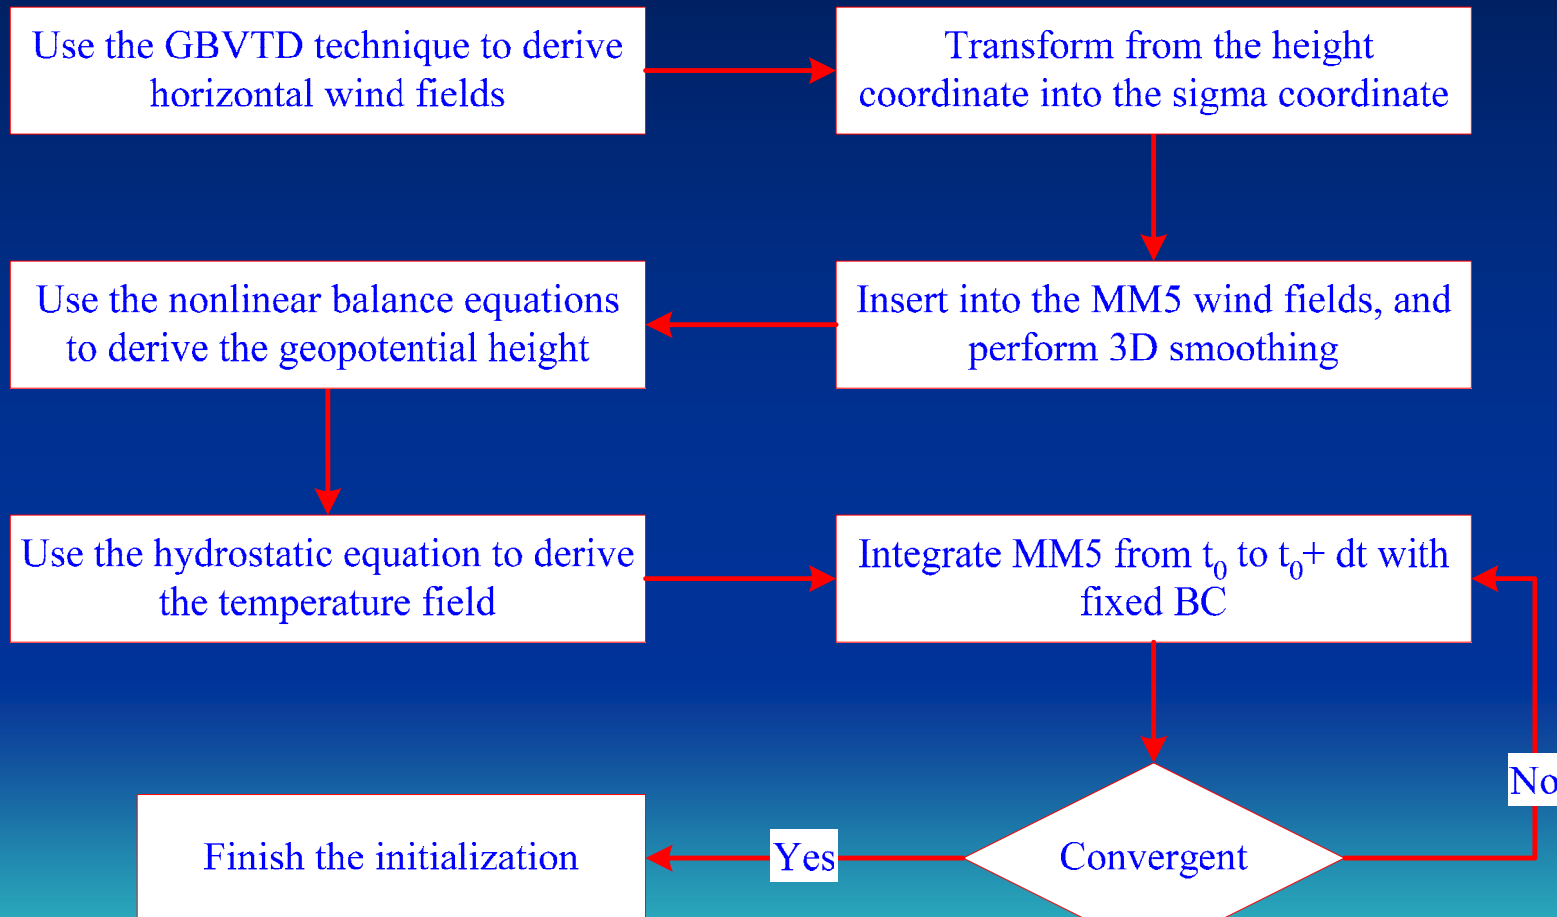 Use the GBVTD technique to derive
horizontal wind fields
Transform from the height
coordinate into the sigma coordinate
Insert into the MM5 wind fields, and
perform 3D smoothing
Use the nonlinear balance equations
to derive the geopotential height
Use the hydrostatic equation to derive
the temperature field
Integrate MM5 from t₀ to t₀+ dt with
fixed BC
No
Convergent
Yes
Finish the initialization